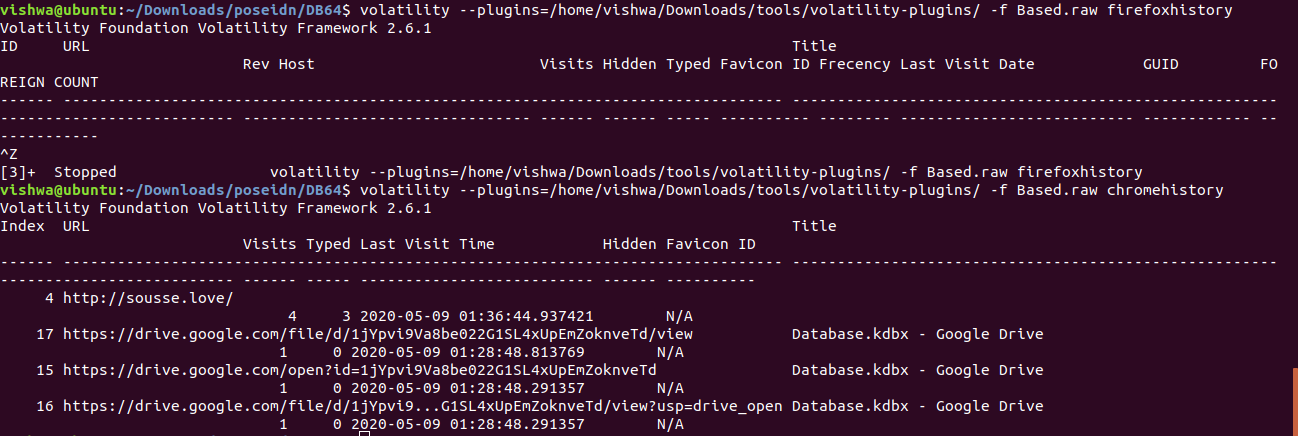 vishwa@ubuntu:~/Downloads/poseidn/DB64$ volatility --plugins=/home/vishwa/Downloads/tools/volatility-plugins/ -f Based.raw firefoxhistory
Volatility Foundation Volatility Framework 2.6.1
ID     URL                                                                              Title
                           Rev Host                         Visits Hidden Typed Favicon ID Frecency Last Visit Date            GUID         FO
REIGN COUNT
------ -------------------------------------------------------------------------------- ------------------------------------------------------
-------------------------- -------------------------------- ------ ------ ----- ---------- -------- -------------------------- ------------ --
-----------
^Z
[3]+  Stopped                 volatility --plugins=/home/vishwa/Downloads/tools/volatility-plugins/ -f Based.raw firefoxhistory
vishwa@ubuntu:~/Downloads/poseidn/DB64$ volatility --plugins=/home/vishwa/Downloads/tools/volatility-plugins/ -f Based.raw chromehistory
Volatility Foundation Volatility Framework 2.6.1
Index  URL                                                                              Title
                           Visits Typed Last Visit Time            Hidden Favicon ID
------ -------------------------------------------------------------------------------- ------------------------------------------------------
-------------------------- ------ ----- -------------------------- ------ ----------
     4 http://sousse.love/
                                4     3 2020-05-09 01:36:44.937421        N/A
    17 https://drive.google.com/file/d/1jYpvi9Va8be022G1SL4xUpEmZoknveTd/view           Database.kdbx - Google Drive
                               1     0 2020-05-09 01:28:48.813769        N/A
    15 https://drive.google.com/open?id=1jYpvi9Va8be022G1SL4xUpEmZoknveTd               Database.kdbx - Google Drive
                               1     0 2020-05-09 01:28:48.291357        N/A
    16 https://drive.google.com/file/d/1jYpvi9...G1SL4xUpEmZoknveTd/view?usp=drive_open Database.kdbx - Google Drive
                               1     0 2020-05-09 01:28:48.291357        N/A